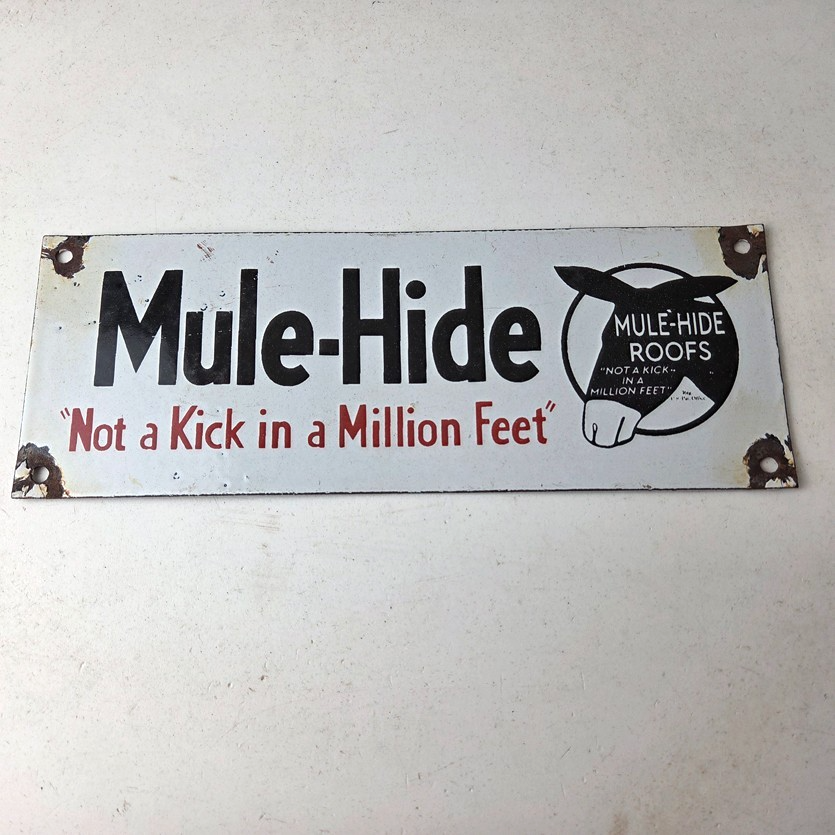 Mule-Hide
"Not a Kick in a Million Feet"
MULE-HIDE
ROOFS
"NOT A KICK
IN A
MILLION FEET"